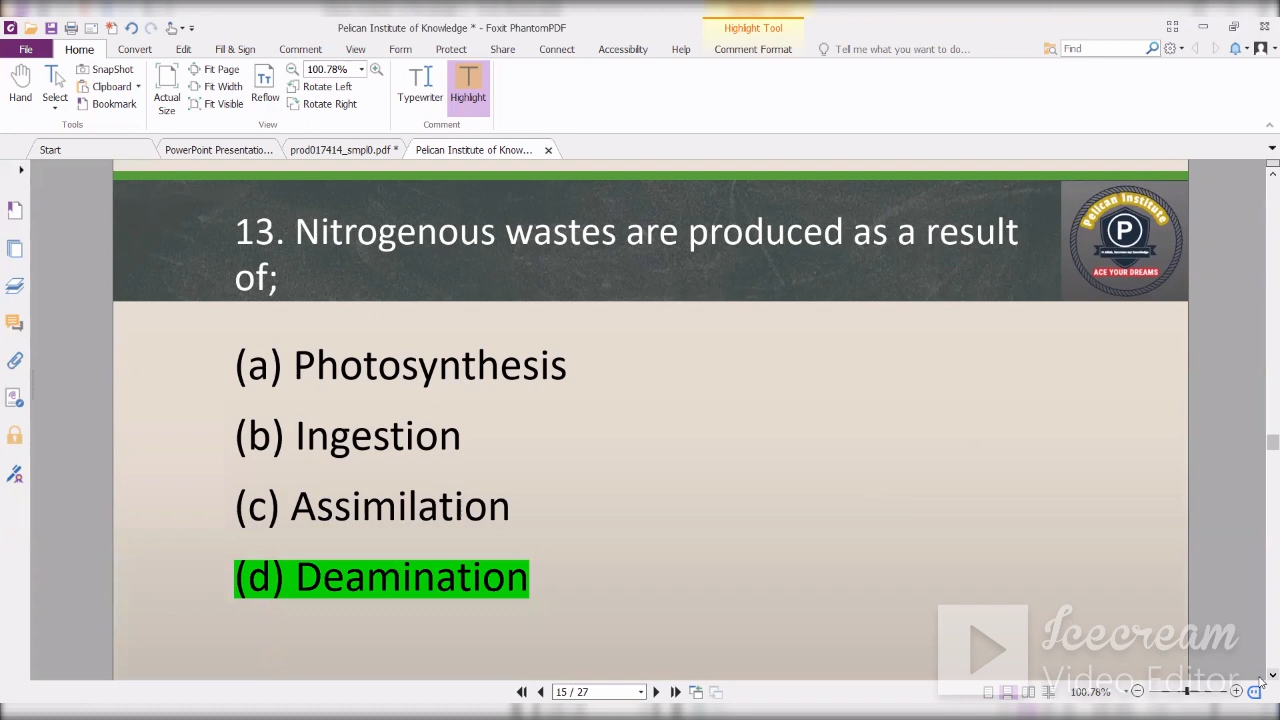 Pelican Institute of Knowledge * - Foxit PhantomPDF
Highlight Tool
File Home Convert Edit Fill & Sign Comment View Form Protect Share Connect Accessibility Help Comment Format Tell me what you want to do... Find
Hand
Select
SnapShot
Clipboard
Bookmark
Tools
Actual
Size
Fit Page
Fit Width
Fit Visible
Reflow
100.78%
Rotate Left
Rotate Right
View
Typewriter
Highlight
Comment
Start PowerPoint Presentatio... prod017414_smpl0.pdf * Pelican Institute of Know...
13. Nitrogenous wastes are produced as a result
of;
Pelican Institute
P
ACE YOUR DREAMS
(a) Photosynthesis
(b) Ingestion
(c) Assimilation
(d) Deamination
Icecream
Video Editor
15 / 27
100.78%